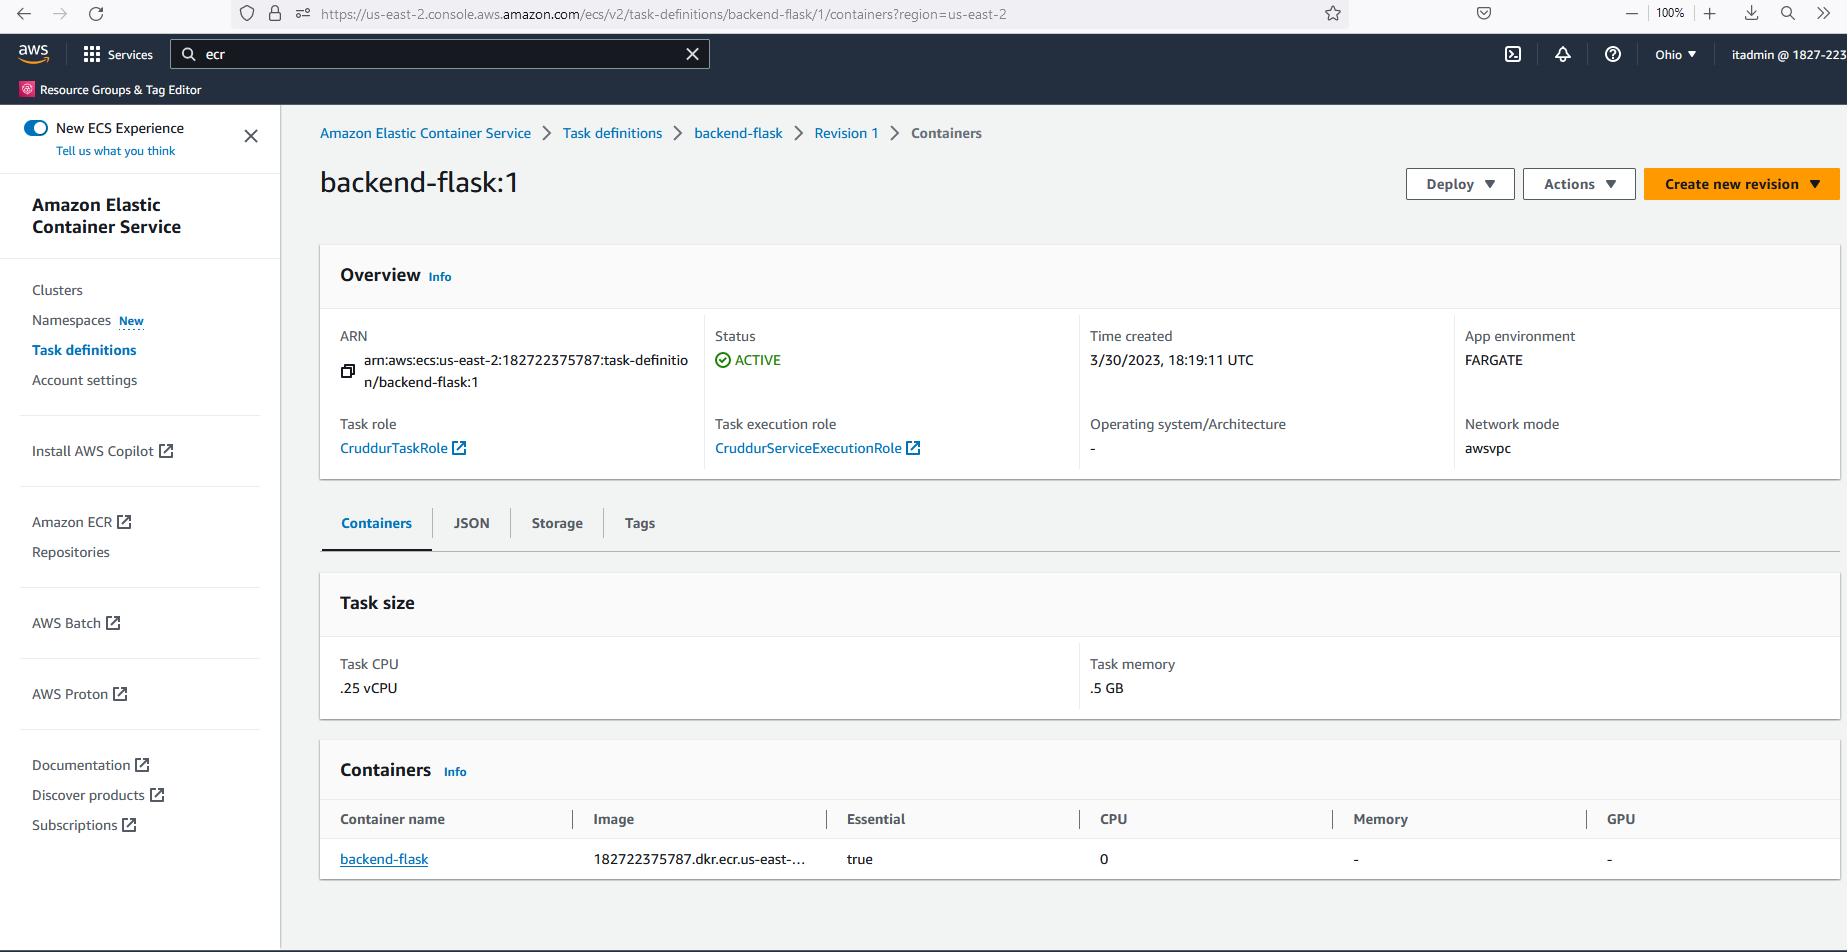 https://us-east-2.console.aws.amazon.com/ecs/v2/task-definitions/backend-flask/1/containers?region=us-east-2
100%
aws
Services
ecr
Ohio
itadmin @ 1827-223
Resource Groups & Tag Editor
New ECS Experience
Tell us what you think
Amazon Elastic
Container Service
Clusters
Namespaces New
Task definitions
Account settings
Install AWS Copilot
Amazon ECR
Repositories
AWS Batch
AWS Proton
Documentation
Discover products
Subscriptions
Amazon Elastic Container Service > Task definitions > backend-flask > Revision 1 > Containers
backend-flask:1
Deploy
Actions
Create new revision
Overview Info
ARN
arn:aws:ecs:us-east-2:182722375787:task-definitio
n/backend-flask:1
Status
ACTIVE
Time created
3/30/2023, 18:19:11 UTC
App environment
FARGATE
Task role
CruddurTaskRole
Task execution role
CruddurServiceExecutionRole
Operating system/Architecture
-
Network mode
awsvpc
Containers JSON Storage Tags
Task size
Task CPU
.25 vCPU
Task memory
.5 GB
Containers Info
Container name Image Essential CPU Memory GPU
backend-flask 182722375787.dkr.ecr.us-east-... true 0 - -